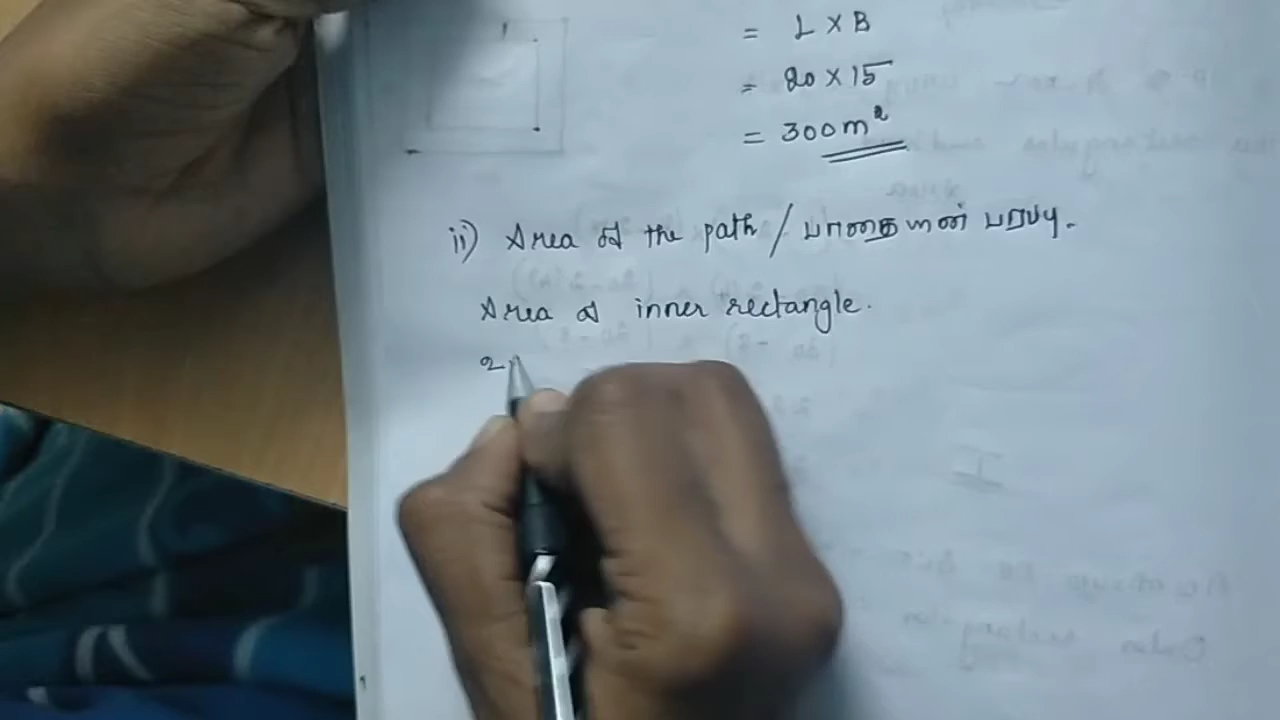 = L × B
= 20 × 15
= 300m²
ii) Area of the path / பாதையின் பரப்பு.
Area of inner rectangle.